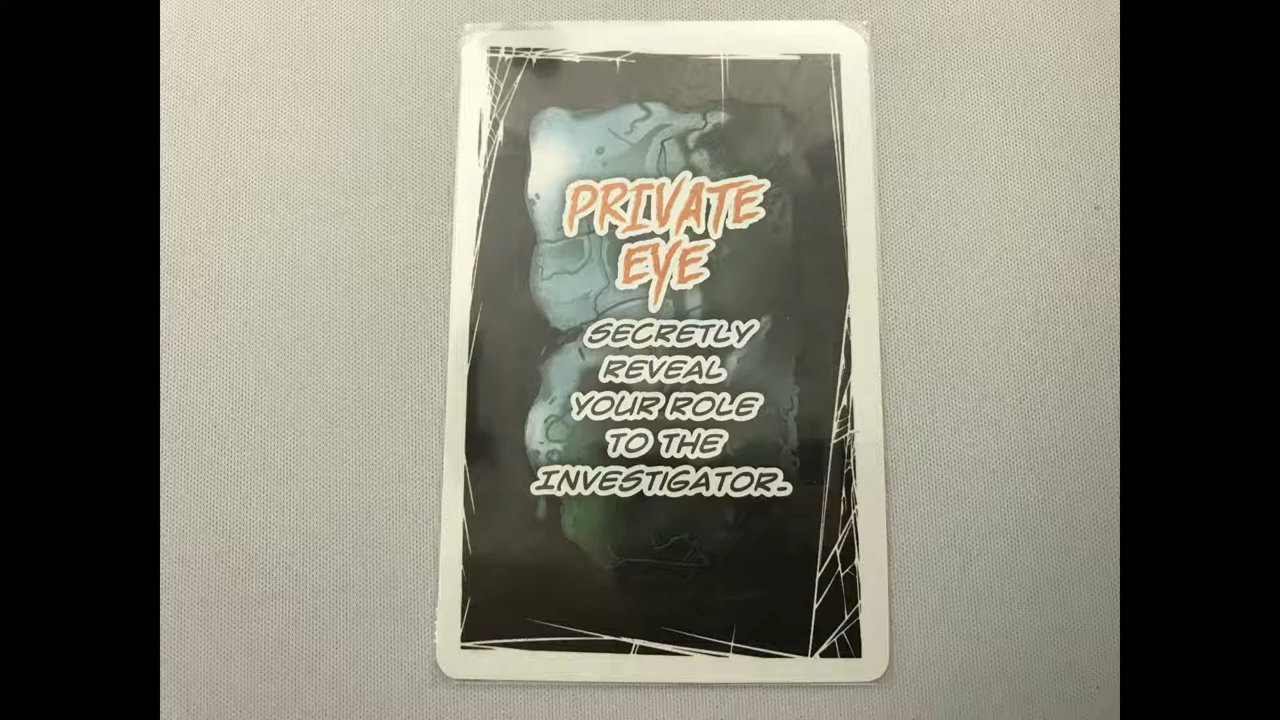 PRIVATE
EYE
SECRETLY
REVEAL
YOUR ROLE
TO THE
INVESTIGATOR.